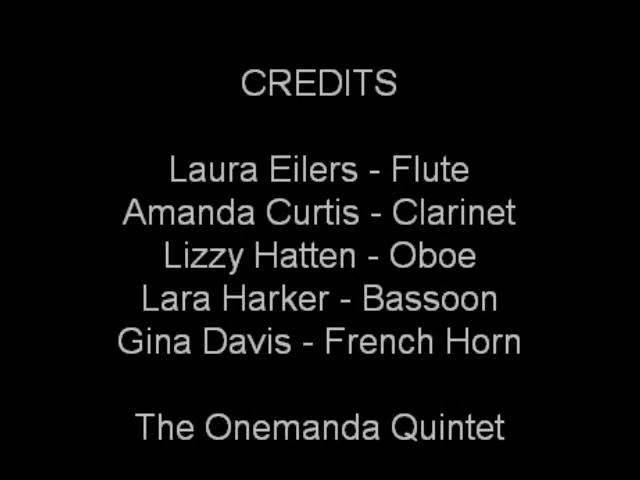 CREDITS
Laura Eilers - Flute
Amanda Curtis - Clarinet
Lizzy Hatten - Oboe
Lara Harker - Bassoon
Gina Davis - French Horn
The Onemanda Quintet